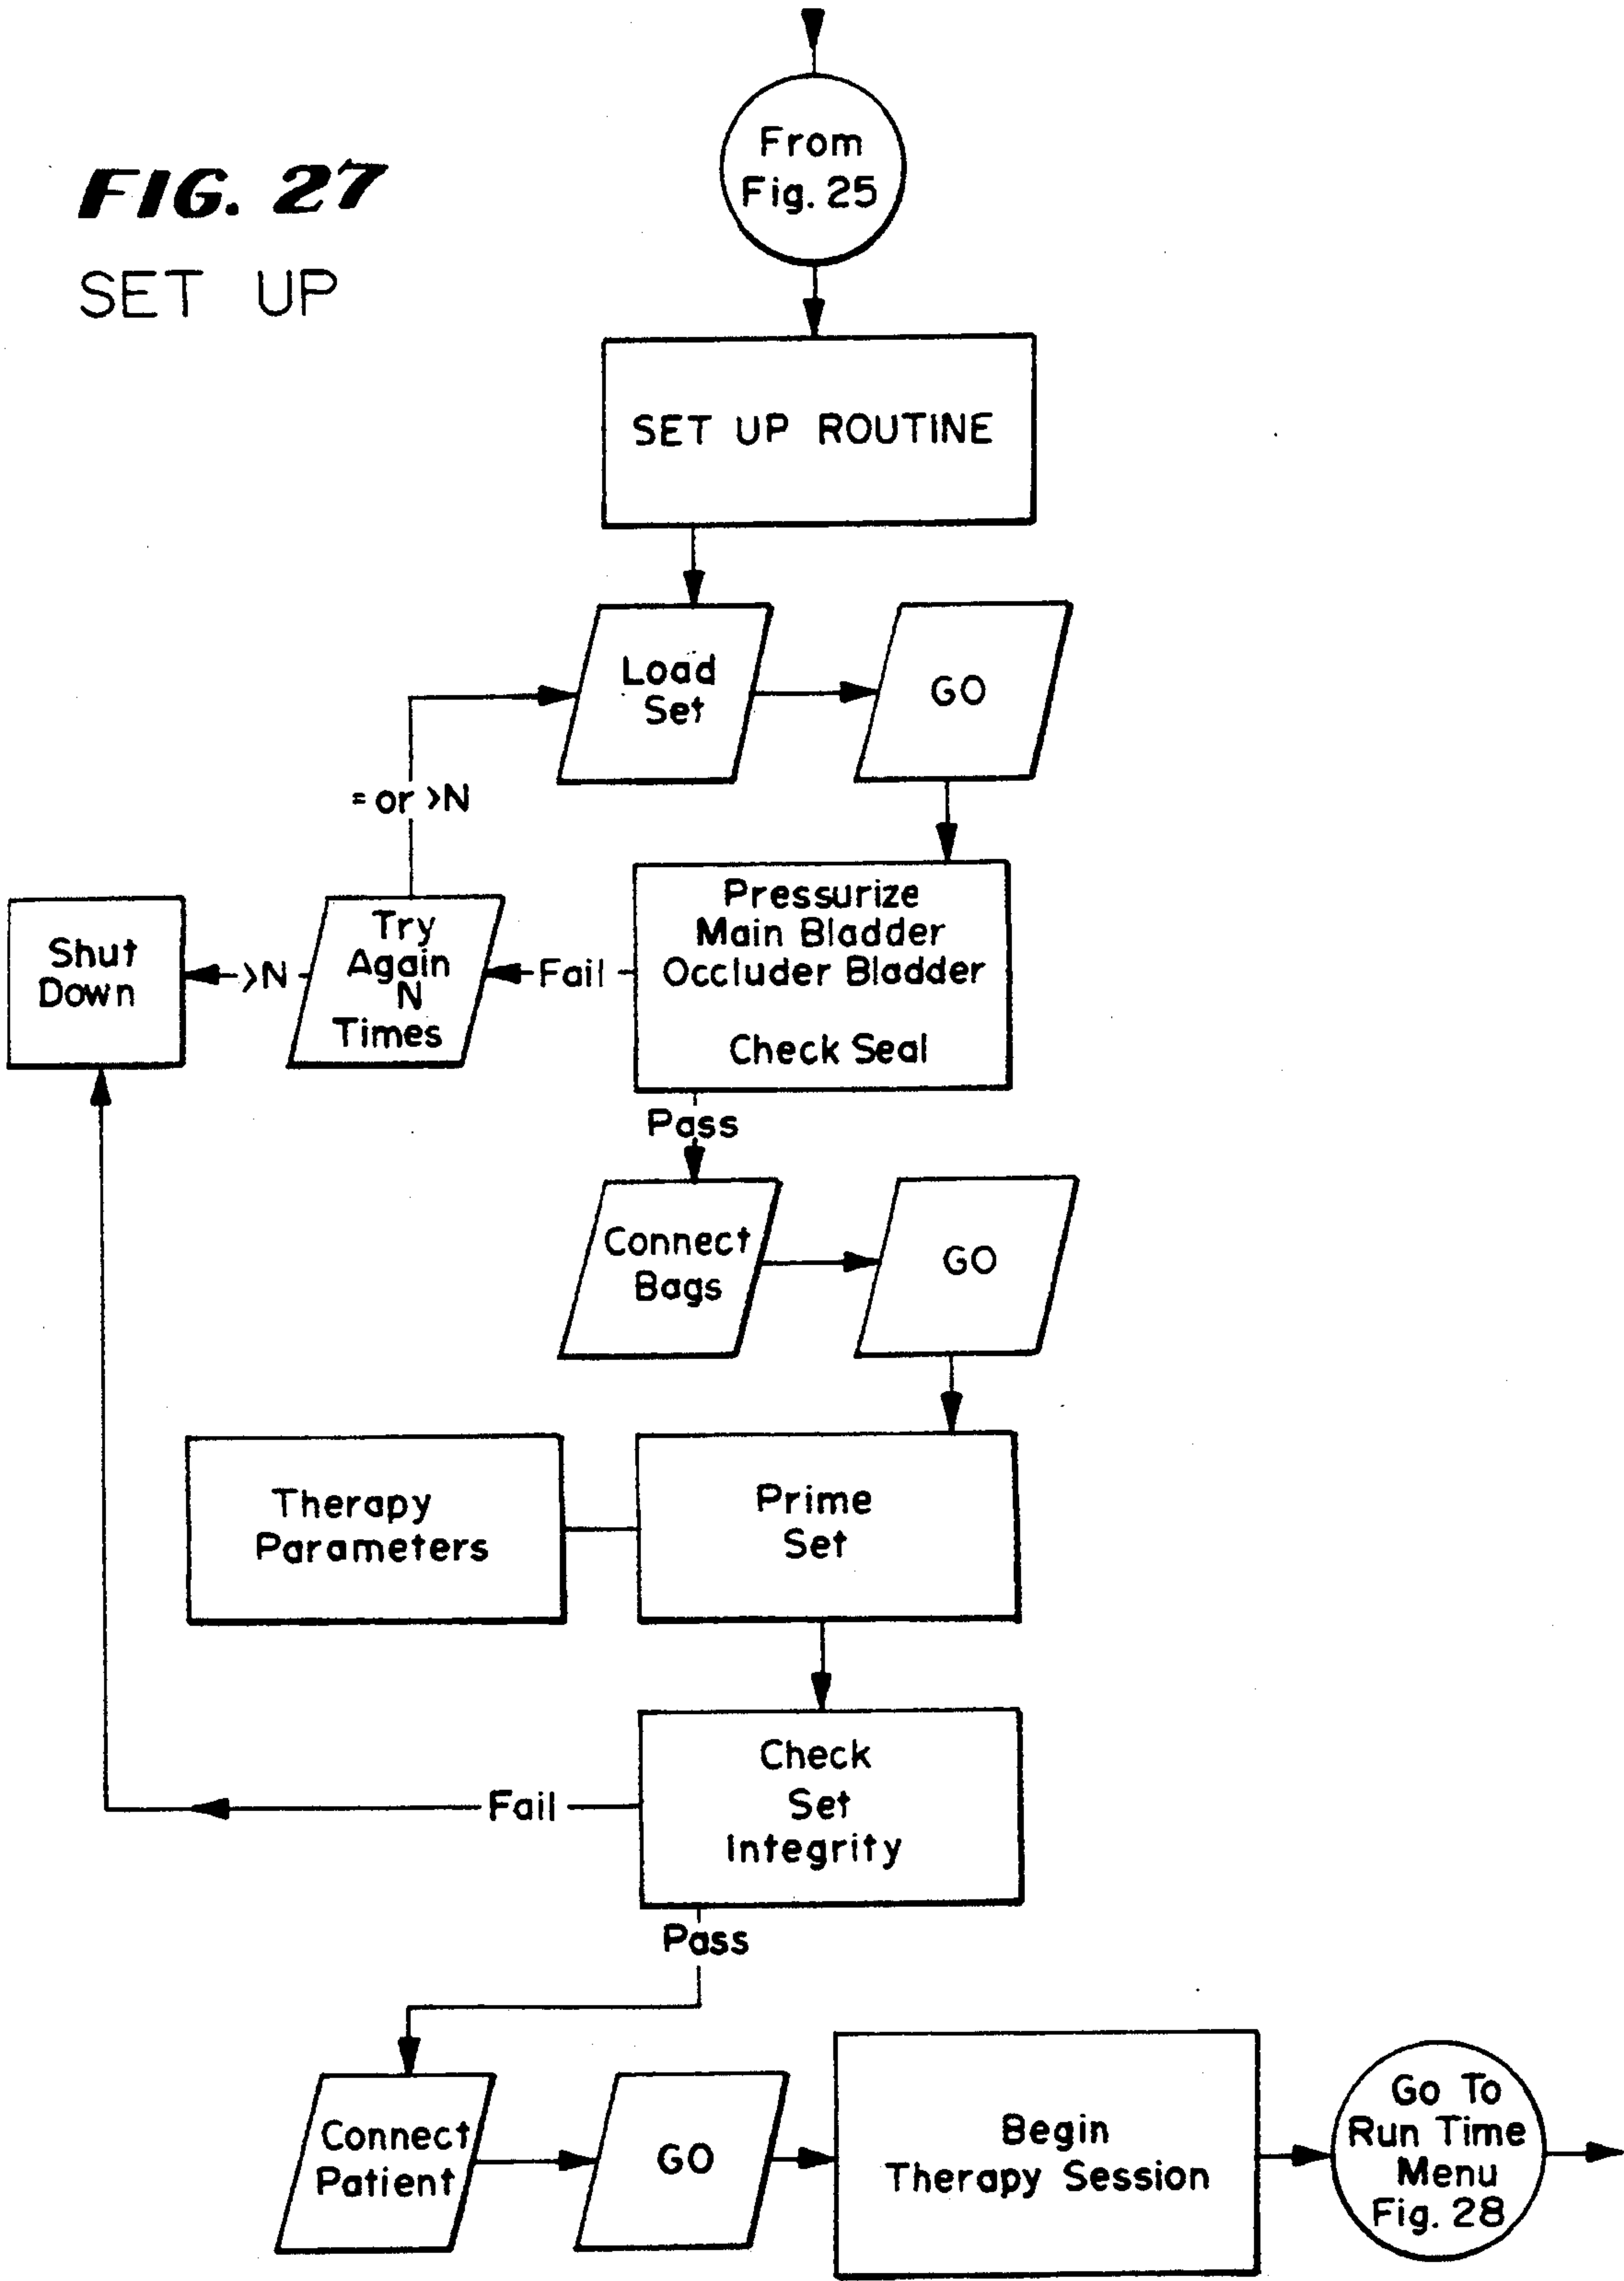 FIG. 27
SET UP
From
Fig. 25
SET UP ROUTINE
Load
Set
GO
= or >N
Shut
Down
>N
Try
Again
N
Times
Fail
Pressurize
Main Bladder
Occluder Bladder
Check Seal
Pass
Connect
Bags
GO
Therapy
Parameters
Prime
Set
Check
Set
Integrity
Fail
Pass
Connect
Patient
GO
Begin
Therapy Session
Go To
Run Time
Menu
Fig. 28